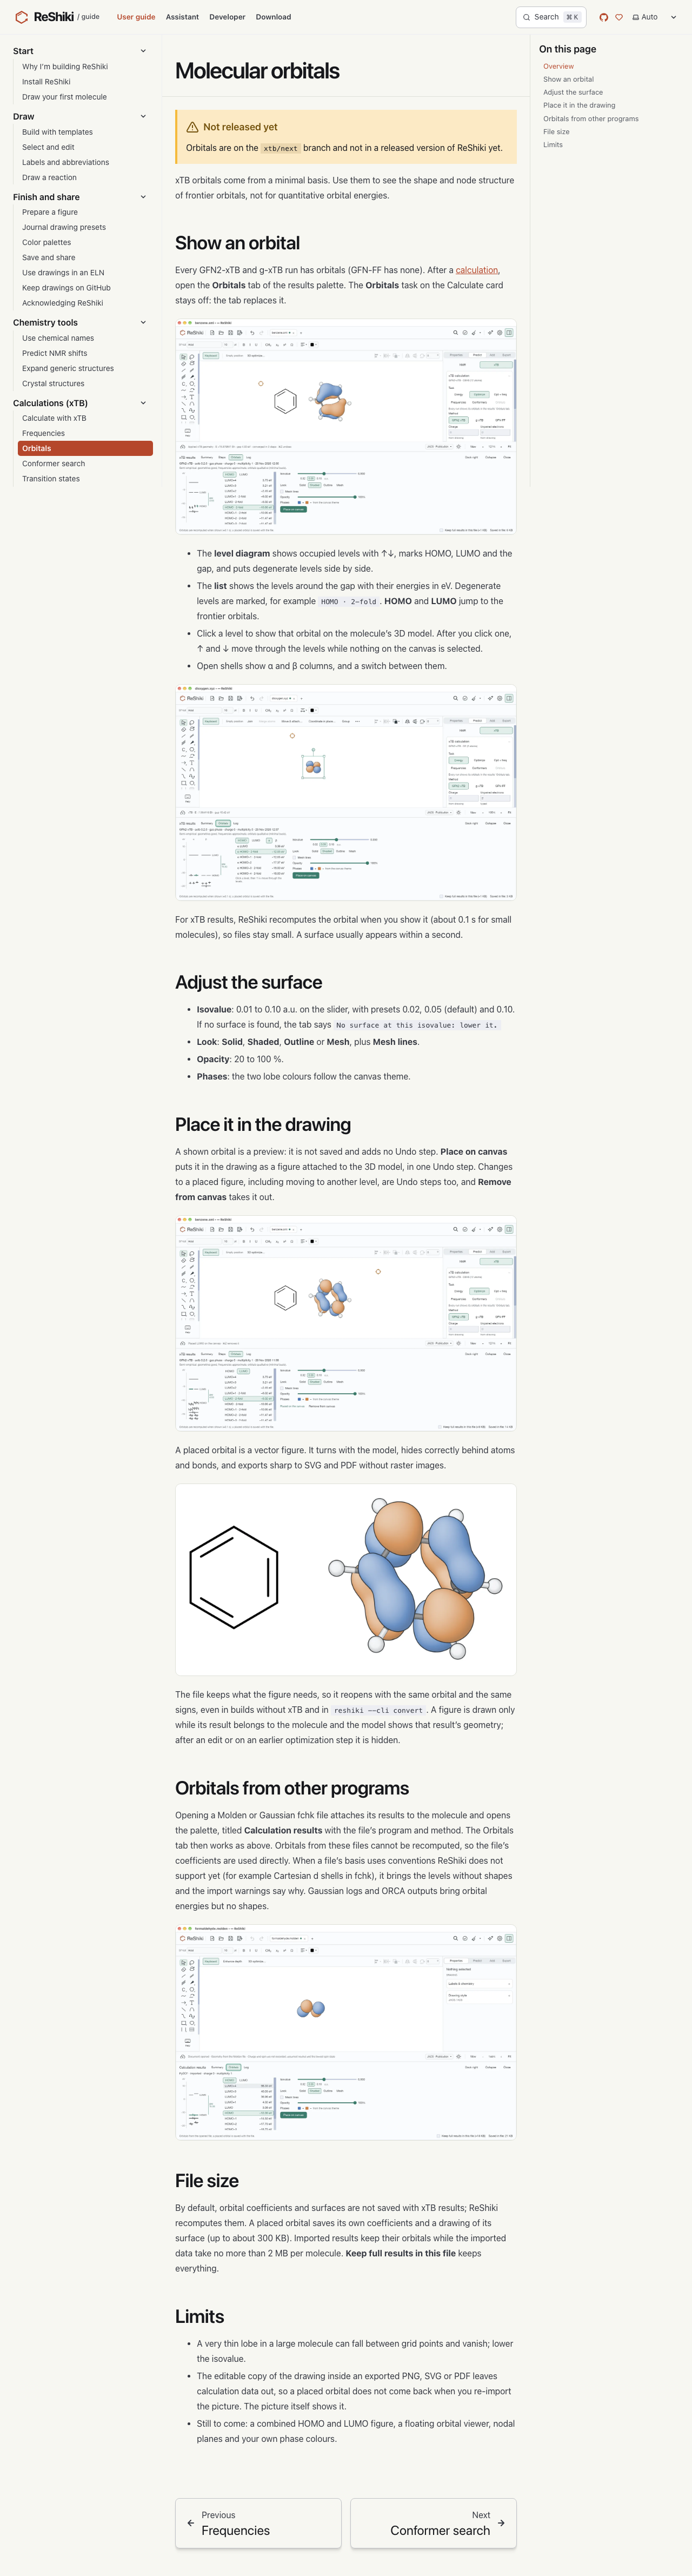 ReShiki / guide User guide Assistant Developer Download Search ⌘ K Auto
Start
Why I'm building ReShiki
Install ReShiki
Draw your first molecule
Draw
Build with templates
Select and edit
Labels and abbreviations
Draw a reaction
Finish and share
Prepare a figure
Journal drawing presets
Color palettes
Save and share
Use drawings in an ELN
Keep drawings on GitHub
Acknowledging ReShiki
Chemistry tools
Use chemical names
Predict NMR shifts
Expand generic structures
Crystal structures
Calculations (xTB)
Calculate with xTB
Frequencies
Orbitals
Conformer search
Transition states
On this page
Overview
Show an orbital
Adjust the surface
Place it in the drawing
Orbitals from other programs
File size
Limits
Molecular orbitals
Not released yet
Orbitals are on the xtb/next branch and not in a released version of ReShiki yet.
xTB orbitals come from a minimal basis. Use them to see the shape and node structure
of frontier orbitals, not for quantitative orbital energies.
Show an orbital
Every GFN2-xTB and g-xTB run has orbitals (GFN-FF has none). After a calculation,
open the Orbitals tab of the results palette. The Orbitals task on the Calculate card
stays off: the tab replaces it.
• The level diagram shows occupied levels with ↑↓, marks HOMO, LUMO and the
gap, and puts degenerate levels side by side.
• The list shows the levels around the gap with their energies in eV. Degenerate
levels are marked, for example HOMO · 2-fold . HOMO and LUMO jump to the
frontier orbitals.
• Click a level to show that orbital on the molecule's 3D model. After you click one,
↑ and ↓ move through the levels while nothing on the canvas is selected.
• Open shells show α and β columns, and a switch between them.
For xTB results, ReShiki recomputes the orbital when you show it (about 0.1 s for small
molecules), so files stay small. A surface usually appears within a second.
Adjust the surface
• Isovalue: 0.01 to 0.10 a.u. on the slider, with presets 0.02, 0.05 (default) and 0.10.
If no surface is found, the tab says No surface at this isovalue: lower it.
• Look: Solid, Shaded, Outline or Mesh, plus Mesh lines.
• Opacity: 20 to 100 %.
• Phases: the two lobe colours follow the canvas theme.
Place it in the drawing
A shown orbital is a preview: it is not saved and adds no Undo step. Place on canvas
puts it in the drawing as a figure attached to the 3D model, in one Undo step. Changes
to a placed figure, including moving to another level, are Undo steps too, and Remove
from canvas takes it out.
A placed orbital is a vector figure. It turns with the model, hides correctly behind atoms
and bonds, and exports sharp to SVG and PDF without raster images.
The file keeps what the figure needs, so it reopens with the same orbital and the same
signs, even in builds without xTB and in reshiki --cli convert . A figure is drawn only
while its result belongs to the molecule and the model shows that result's geometry;
after an edit or on an earlier optimization step it is hidden.
Orbitals from other programs
Opening a Molden or Gaussian fchk file attaches its results to the molecule and opens
the palette, titled Calculation results with the file's program and method. The Orbitals
tab then works as above. Orbitals from these files cannot be recomputed, so the file's
coefficients are used directly. When a file's basis uses conventions ReShiki does not
support yet (for example Cartesian d shells in fchk), it brings the levels without shapes
and the import warnings say why. Gaussian logs and ORCA outputs bring orbital
energies but no shapes.
File size
By default, orbital coefficients and surfaces are not saved with xTB results; ReShiki
recomputes them. A placed orbital saves its own coefficients and a drawing of its
surface (up to about 300 KB). Imported results keep their orbitals while the imported
data take no more than 2 MB per molecule. Keep full results in this file keeps
everything.
Limits
• A very thin lobe in a large molecule can fall between grid points and vanish; lower
the isovalue.
• The editable copy of the drawing inside an exported PNG, SVG or PDF leaves
calculation data out, so a placed orbital does not come back when you re-import
the picture. The picture itself shows it.
• Still to come: a combined HOMO and LUMO figure, a floating orbital viewer, nodal
planes and your own phase colours.
Previous
Frequencies
Next
Conformer search